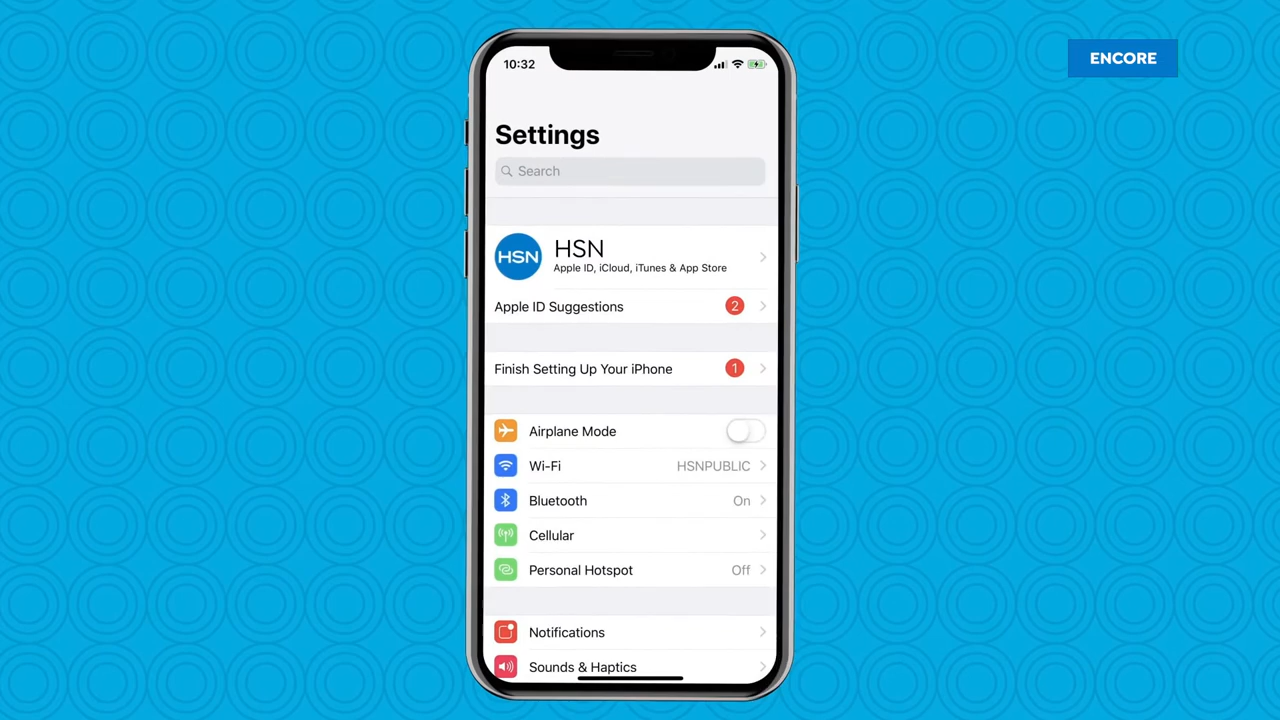 ENCORE
10:32
Settings
Search
HSN
HSN
Apple ID, iCloud, iTunes & App Store
Apple ID Suggestions 2
Finish Setting Up Your iPhone 1
Airplane Mode
Wi-Fi HSNPUBLIC
Bluetooth On
Cellular
Personal Hotspot Off
Notifications
Sounds & Haptics